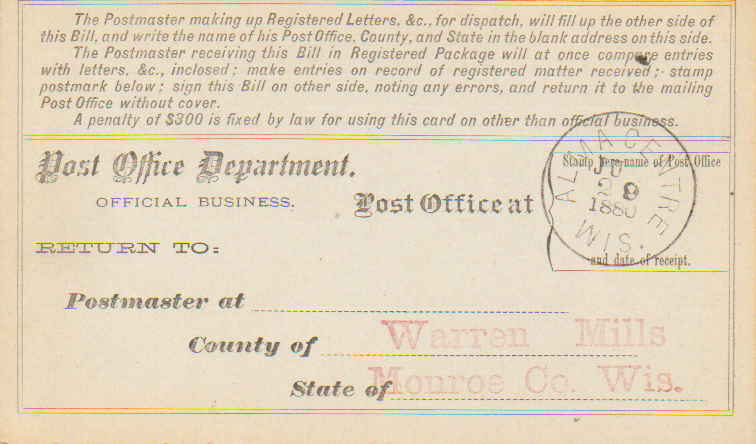 The Postmaster making up Registered Letters, &c., for dispatch, will fill up the other side of
this Bill, and write the name of his Post Office, County, and State in the blank address on this side.
The Postmaster receiving this Bill in Registered Package will at once compare entries
with letters, &c., inclosed; make entries on record of registered matter received; stamp
postmark below; sign this Bill on other side, noting any errors, and return it to the mailing
Post Office without cover.
A penalty of $300 is fixed by law for using this card on other than official business.
Post Office Department.
OFFICIAL BUSINESS.
Post Office at
Stamp here name of Post Office
and date of receipt.
ALMA CENTRE WIS.
29
1880
RETURN TO:
Postmaster at
County of Warren Mills
State of Monroe Co. Wis.